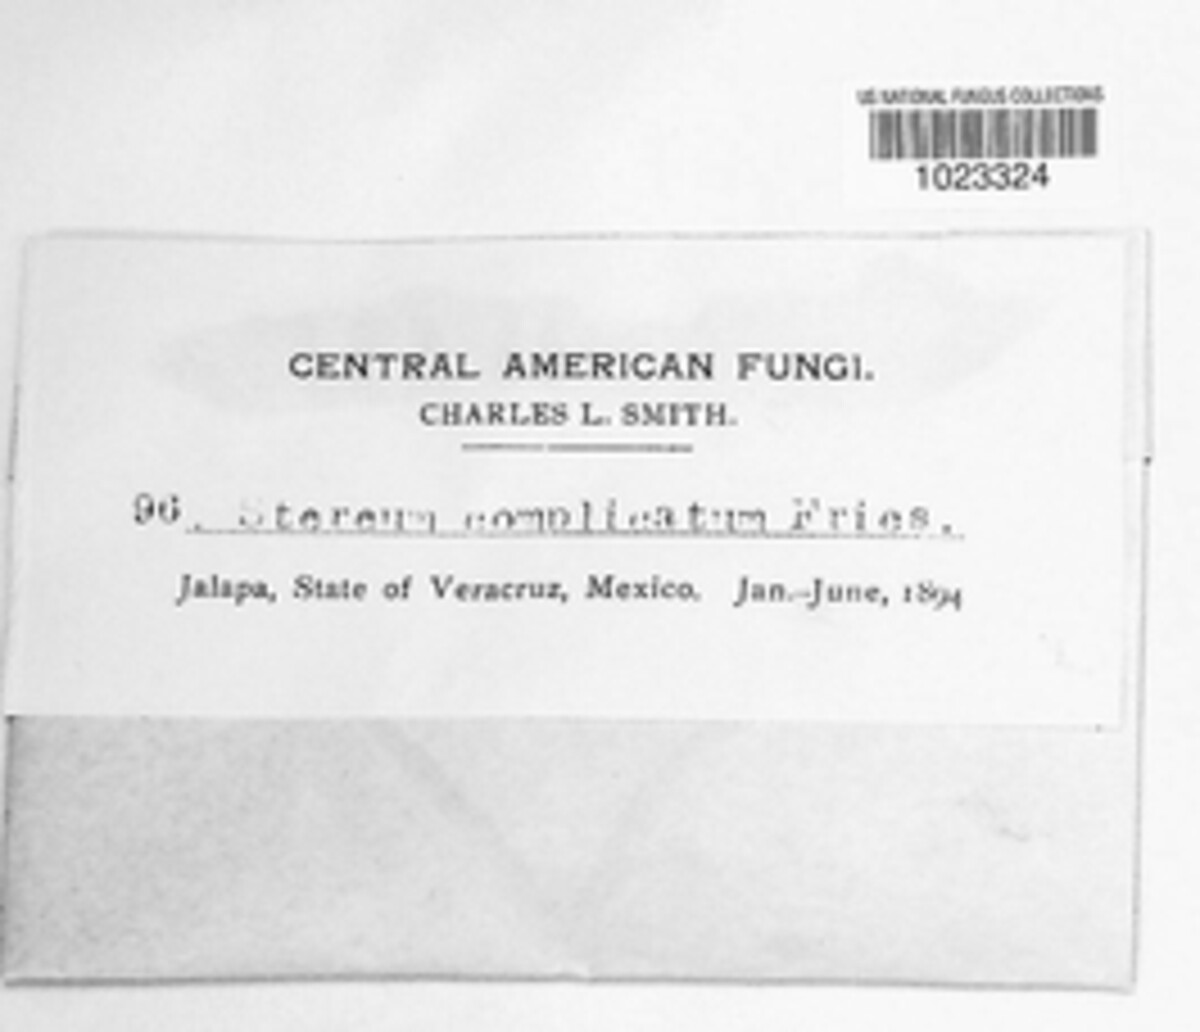 US NATIONAL FUNGUS COLLECTIONS
1023324
CENTRAL AMERICAN FUNGI.
CHARLES L. SMITH.
96. Stereum complicatum Fries.
Jalapa, State of Veracruz, Mexico. Jan.-June, 1894